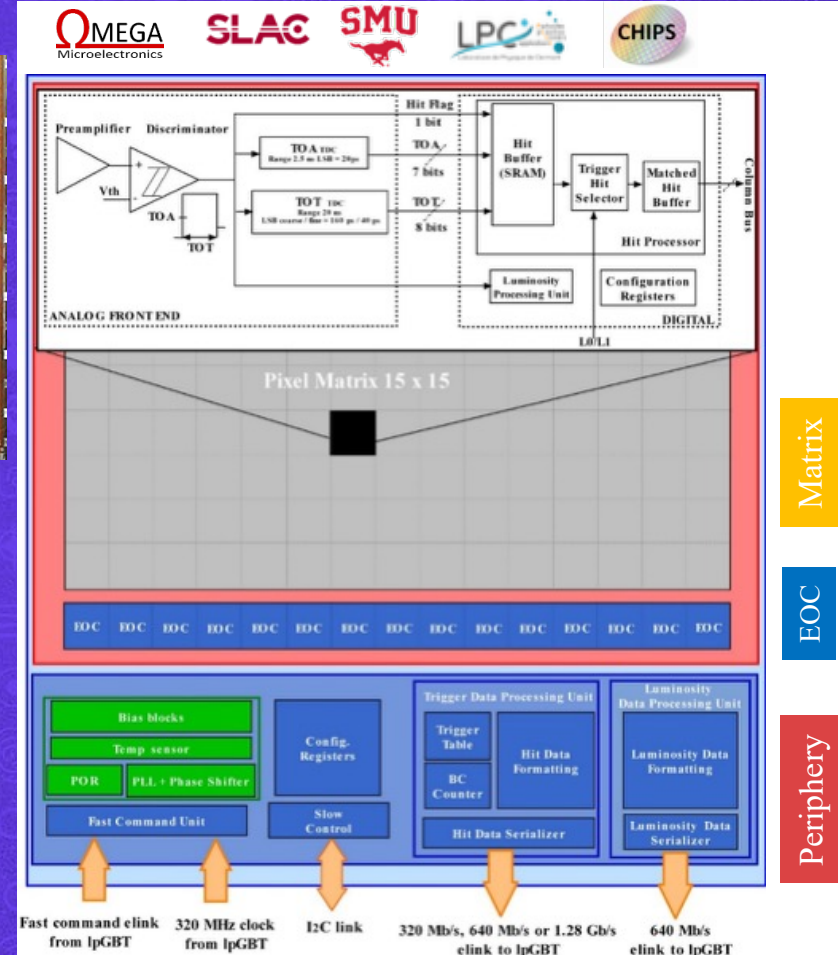 ΩMEGA
Microelectronics
SLAC
SMU
LPC
CHIPS
Hit Flag
1 bit
Preamplifier
Discriminator
TOA TDC
Range 2.5 ns LSB = 20ps
TOA
7 bits
Hit
Buffer
(SRAM)
Trigger
Hit
Selector
Matched
Hit
Buffer
Column Bus
+
Vth
-
TOA
TOT
TOT TDC
Range 20 ns
LSB coarse / fine = 160 ps / 40 ps
TOT
8 bits
Hit Processor
Luminosity
Processing Unit
Configuration
Registers
ANALOG FRONTEND
DIGITAL
L0/L1
Pixel Matrix 15 x 15
Matrix
EOC EOC EOC EOC EOC EOC EOC EOC EOC EOC EOC EOC EOC EOC EOC
EOC
Bias blocks
Temp sensor
POR
PLL + Phase Shifter
Fast Command Unit
Config.
Registers
Slow
Control
Trigger Data Processing Unit
Trigger
Table
BC
Counter
Hit Data
Formatting
Hit Data Serializer
Luminosity
Data Processing Unit
Luminosity Data
Formatting
Luminosity Data
Serializer
Periphery
Fast command elink
from lpGBT
320 MHz clock
from lpGBT
I2C link
320 Mb/s, 640 Mb/s or 1.28 Gb/s
elink to lpGBT
640 Mb/s
elink to lpGBT